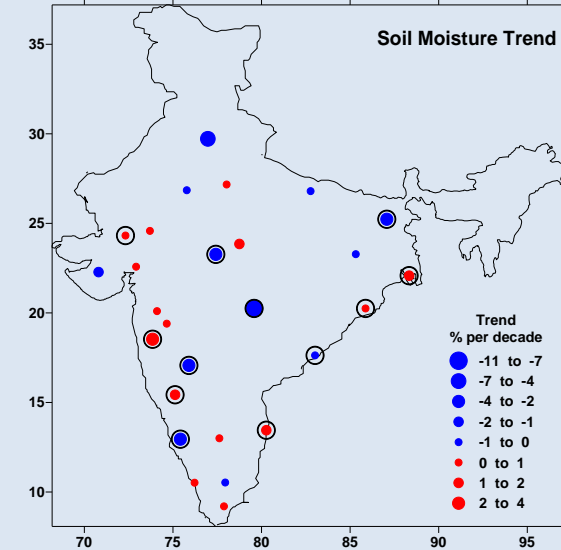 Soil Moisture Trend
35
30
25
20
15
10
Trend
% per decade
-11 to -7
-7 to -4
-4 to -2
-2 to -1
-1 to 0
0 to 1
1 to 2
2 to 4
70 75 80 85 90 95